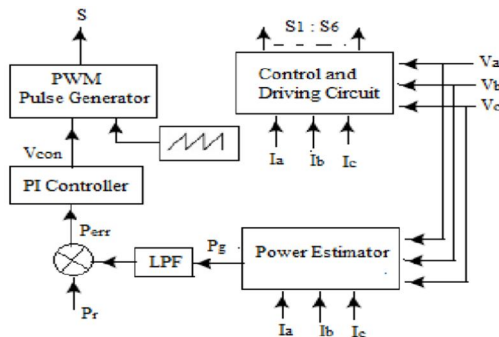 S
S1 : S6
PWM
Pulse Generator
Control and
Driving Circuit
Va
Vb
Vc
Vcon
Ia
Ib
Ic
PI Controller
Perr
Pg
LPF
Power Estimator
Pr
Ia
Ib
Ic